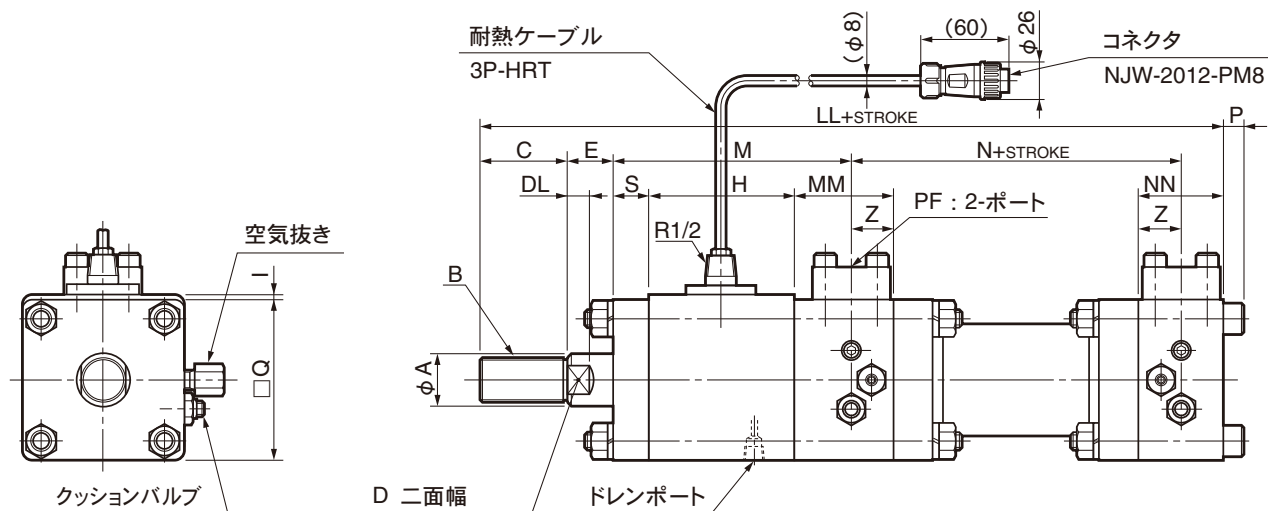 耐熱ケーブル
3P-HRT
(φ8)
(60)
φ26
コネクタ
NJW-2012-PM8
LL+STROKE
P
C
E
M
N+STROKE
DL
S
H
MM
NN
Z
PF : 2-ポート
Z
R1/2
空気抜き
I
B
□Q
φA
クッションバルブ
D 二面幅
ドレンポート